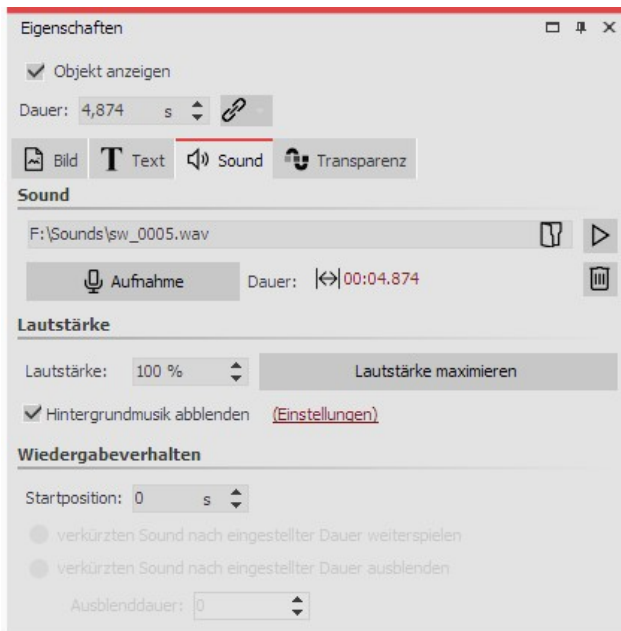 Eigenschaften
Objekt anzeigen
Dauer: 4,874 s
Bild Text Sound Transparenz
Sound
F:\Sounds\sw_0005.wav
Aufnahme Dauer: 00:04.874
Lautstärke
Lautstärke: 100 % Lautstärke maximieren
Hintergrundmusik abblenden (Einstellungen)
Wiedergabeverhalten
Startposition: 0 s
verkürzten Sound nach eingestellter Dauer weiterspielen
verkürzten Sound nach eingestellter Dauer ausblenden
Ausblenddauer: 0